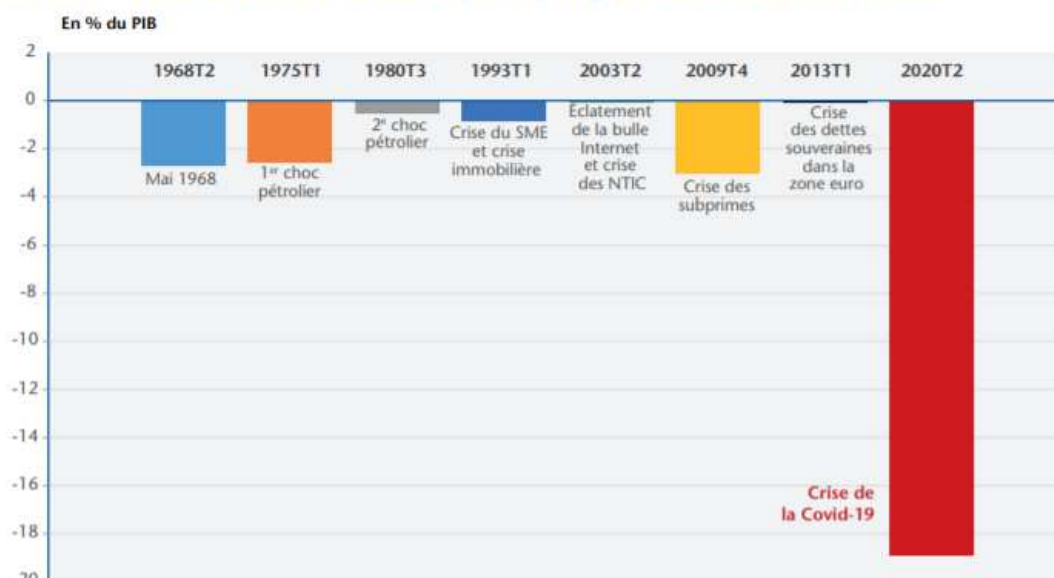 En % du PIB
2
1968T2 1975T1 1980T3 1993T1 2003T2 2009T4 2013T1 2020T2
0
-2
-4
-6
-8
-10
-12
-14
-16
-18
-20
Mai 1968
1er choc
pétrolier
2e choc
pétrolier
Crise du SME
et crise
immobilière
Éclatement
de la bulle
Internet
et crise
des NTIC
Crise des
subprimes
Crise
des dettes
souveraines
dans la
zone euro
Crise de
la Covid-19